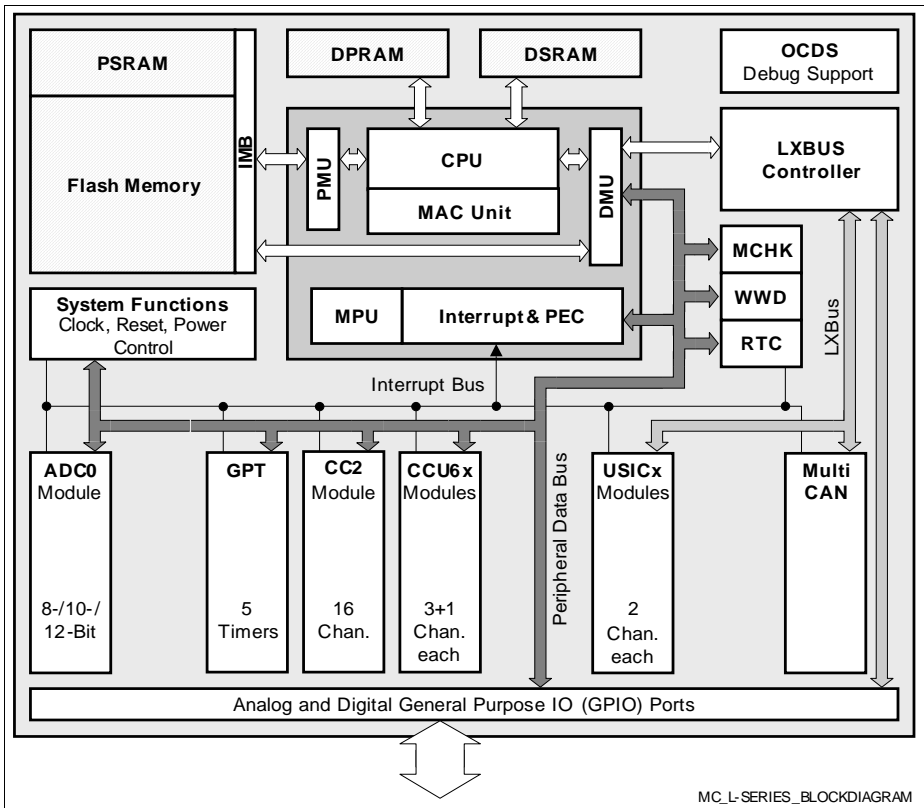 PSRAM
Flash Memory
IMB
DPRAM
DSRAM
OCDS
Debug Support
PMU
CPU
MAC Unit
DMU
LXBUS
Controller
MPU
Interrupt & PEC
MCHK
WWD
RTC
LXBus
System Functions
Clock, Reset, Power
Control
Interrupt Bus
Peripheral Data Bus
ADC0
Module
8-/10-/
12-Bit
GPT
5
Timers
CC2
Module
16
Chan.
CCU6x
Modules
3+1
Chan.
each
USICx
Modules
2
Chan.
each
Multi
CAN
Analog and Digital General Purpose IO (GPIO) Ports
MC_L-SERIES_BLOCKDIAGRAM